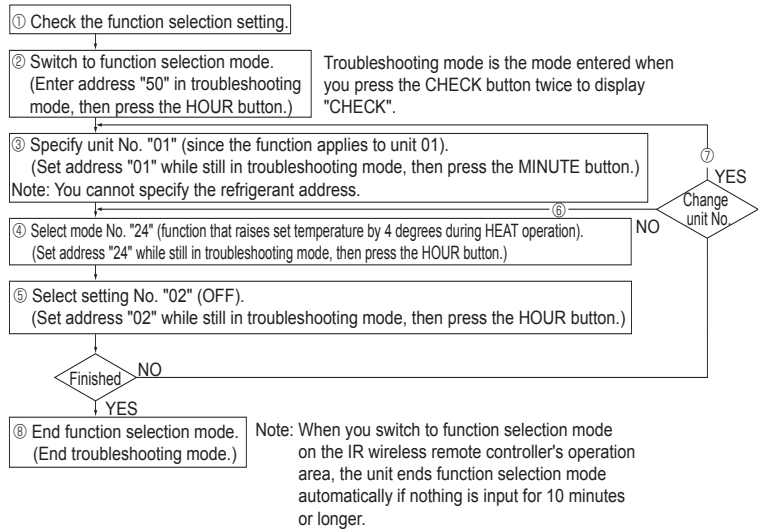 ① Check the function selection setting.
② Switch to function selection mode.
(Enter address "50" in troubleshooting
mode, then press the HOUR button.)
Troubleshooting mode is the mode entered when
you press the CHECK button twice to display
"CHECK".
③ Specify unit No. "01" (since the function applies to unit 01).
(Set address "01" while still in troubleshooting mode, then press the MINUTE button.)
Note: You cannot specify the refrigerant address.
⑦
YES
Change
unit No.
⑥
NO
④ Select mode No. "24" (function that raises set temperature by 4 degrees during HEAT operation).
(Set address "24" while still in troubleshooting mode, then press the HOUR button.)
⑤ Select setting No. "02" (OFF).
(Set address "02" while still in troubleshooting mode, then press the HOUR button.)
Finished
NO
YES
⑧ End function selection mode.
(End troubleshooting mode.)
Note: When you switch to function selection mode
on the IR wireless remote controller's operation
area, the unit ends function selection mode
automatically if nothing is input for 10 minutes
or longer.